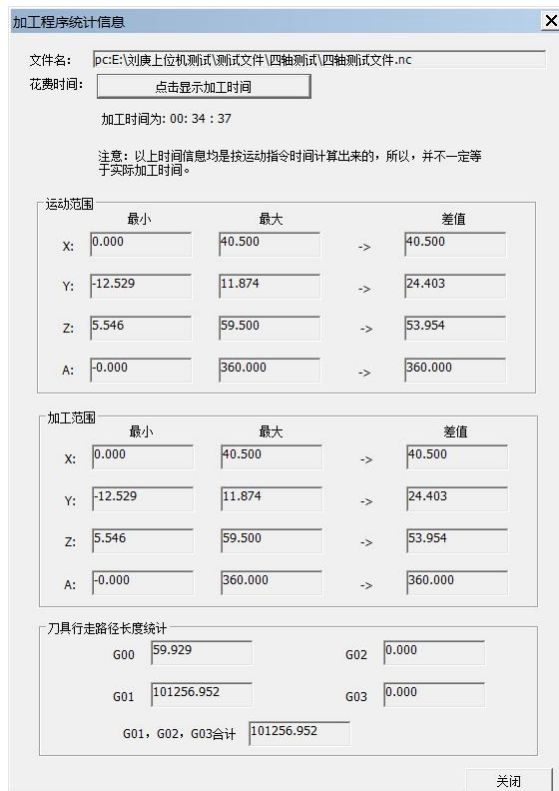 加工程序统计信息
文件名： pc:E:\刘庚上位机测试\测试文件\四轴测试\四轴测试文件.nc
花费时间： 点击显示加工时间
加工时间为: 00: 34 : 37
注意：以上时间信息均是按运动指令时间计算出来的，所以，并不一定等
于实际加工时间。
运动范围
最小 最大 差值
X: 0.000 40.500 -> 40.500
Y: -12.529 11.874 -> 24.403
Z: 5.546 59.500 -> 53.954
A: -0.000 360.000 -> 360.000
加工范围
最小 最大 差值
X: 0.000 40.500 -> 40.500
Y: -12.529 11.874 -> 24.403
Z: 5.546 59.500 -> 53.954
A: -0.000 360.000 -> 360.000
刀具行走路径长度统计
G00 59.929 G02 0.000
G01 101256.952 G03 0.000
G01，G02，G03合计 101256.952
关闭